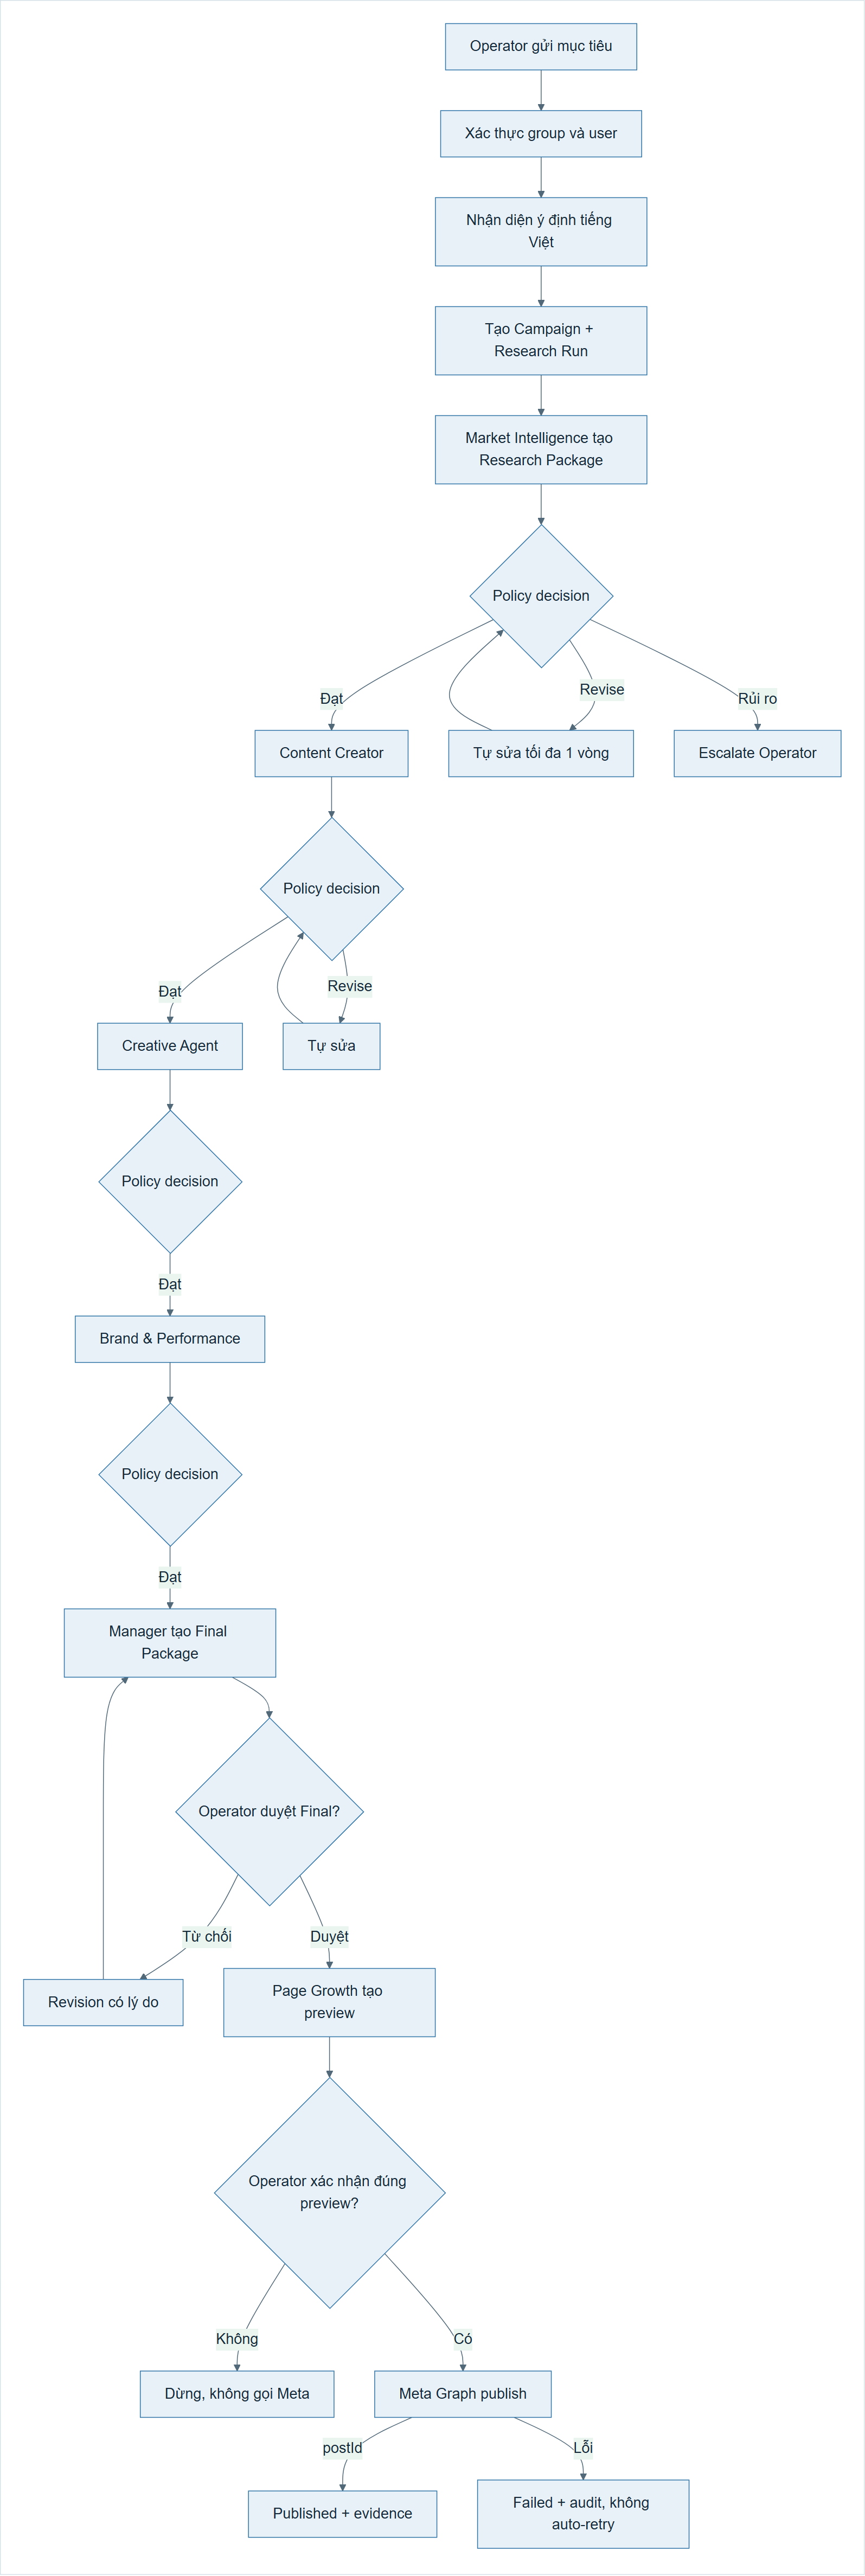 Operator gửi mục tiêu
Xác thực group và user
Nhận diện ý định tiếng
Việt
Tạo Campaign +
Research Run
Market Intelligence tạo
Research Package
Policy decision
Đạt
Revise
Rủi ro
Content Creator
Tự sửa tối đa 1 vòng
Escalate Operator
Policy decision
Đạt
Revise
Creative Agent
Tự sửa
Policy decision
Đạt
Brand & Performance
Policy decision
Đạt
Manager tạo Final
Package
Operator duyệt Final?
Từ chối
Duyệt
Revision có lý do
Page Growth tạo
preview
Operator xác nhận đúng
preview?
Không
Có
Dừng, không gọi Meta
Meta Graph publish
postId
Lỗi
Published + evidence
Failed + audit, không
auto-retry